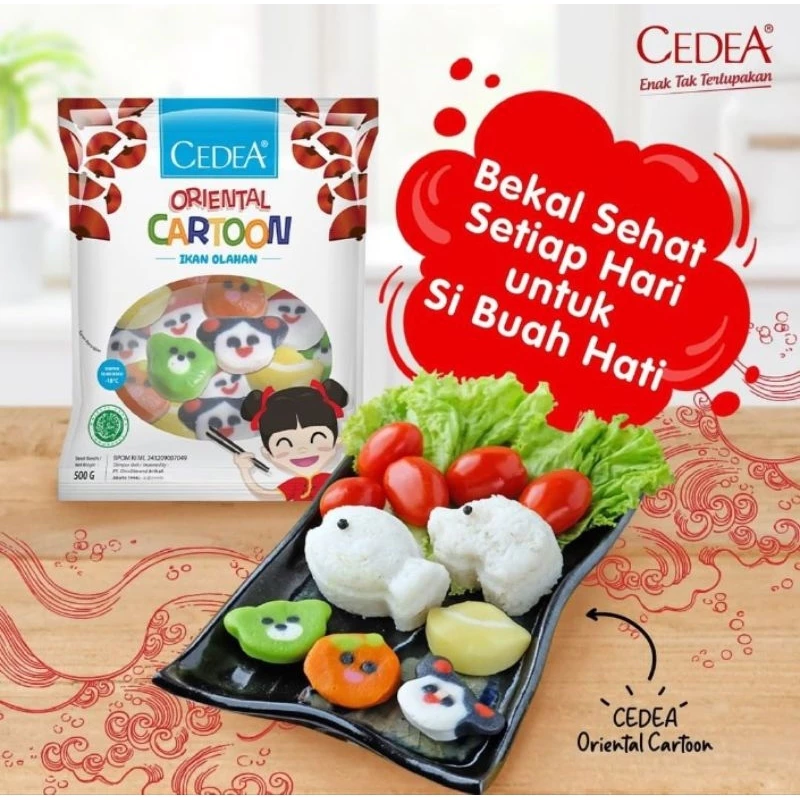 CEDEA®
Enak Tak Terlupakan
CEDEA®
ORIENTAL
CARTOON
IKAN OLAHAN
Bekal Sehat
Setiap Hari
untuk
Si Buah Hati
-18°C
500 G
CEDEA
Oriental Cartoon